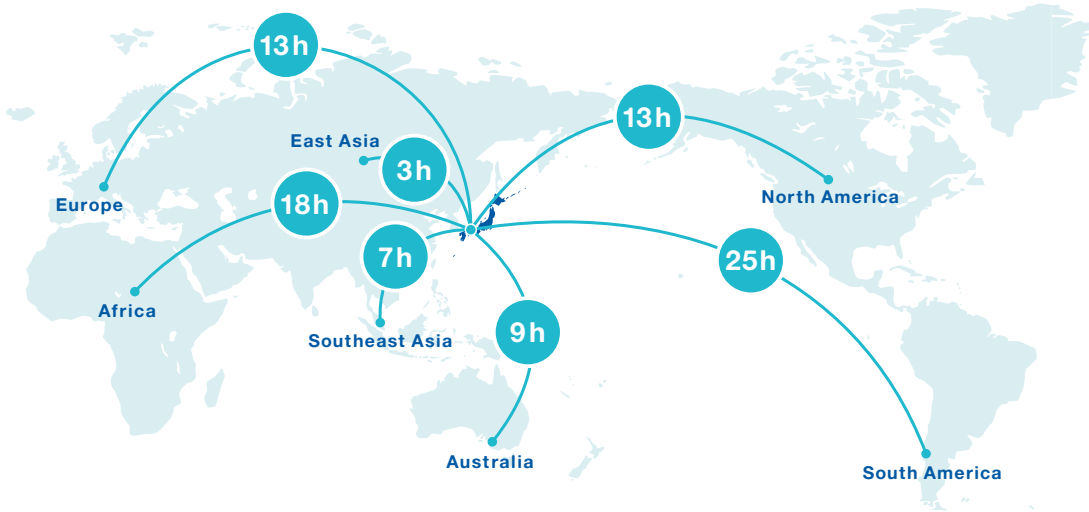 13h
13h
East Asia
3h
Europe
18h
North America
7h
25h
Africa
Southeast Asia
9h
Australia
South America